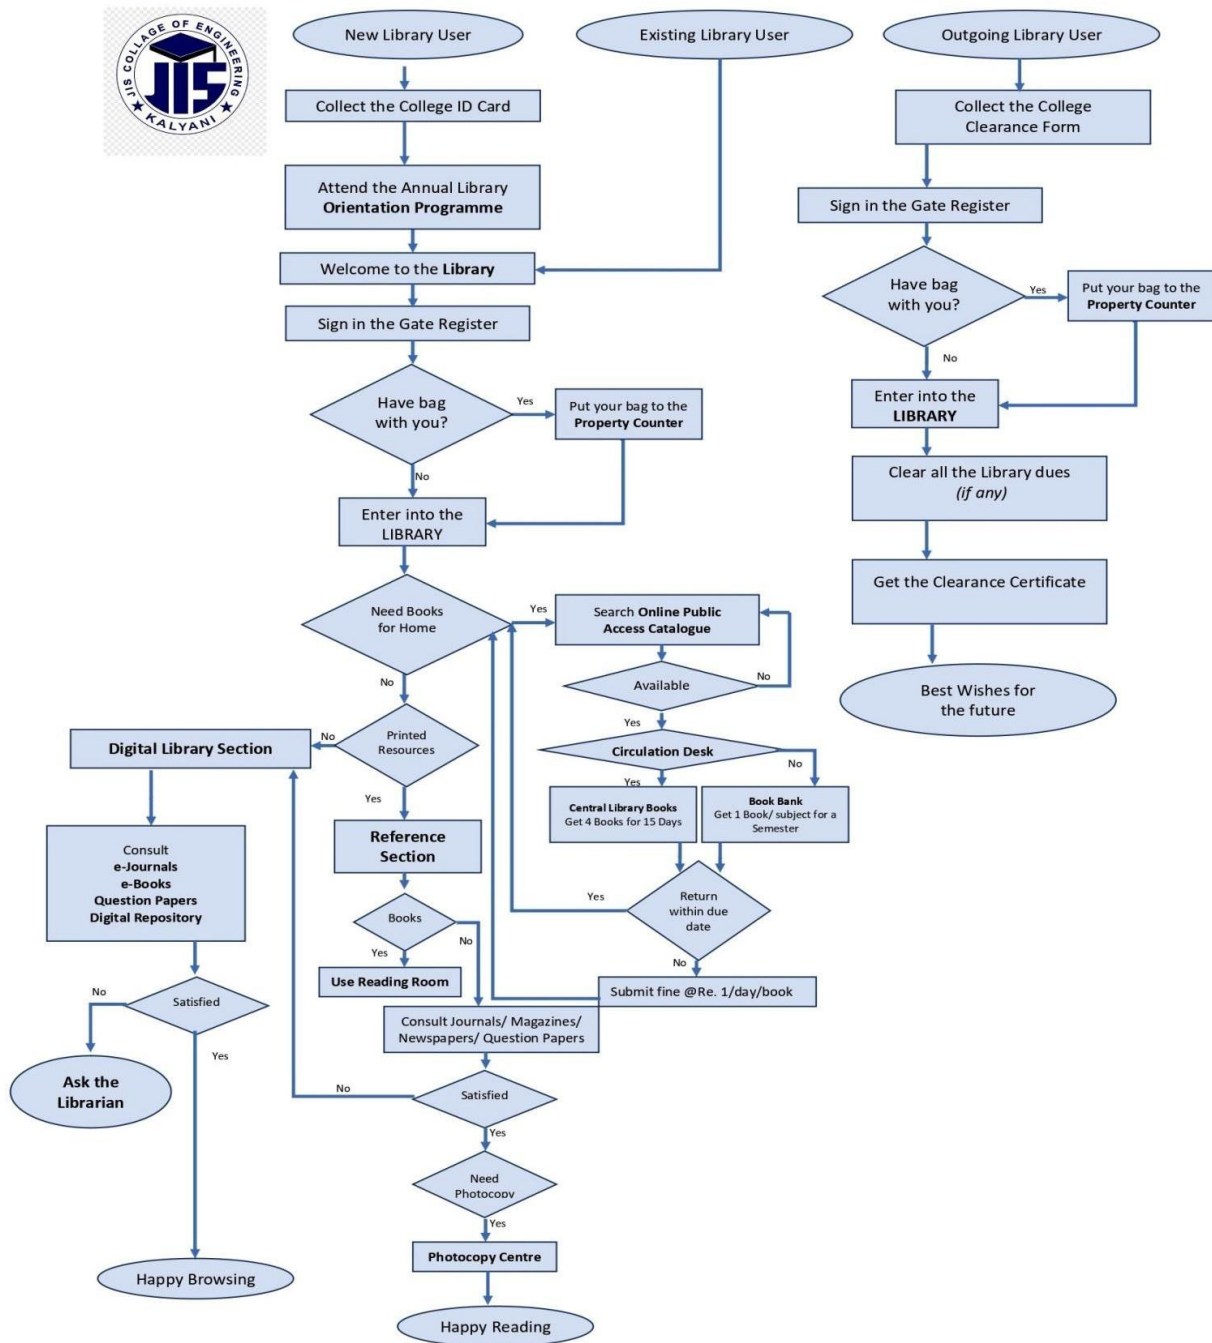 JIS COLLAGE OF ENGINEERING
JIS
KALYANI
New Library User
Existing Library User
Outgoing Library User
Collect the College ID Card
Collect the College
Clearance Form
Attend the Annual Library
Orientation Programme
Sign in the Gate Register
Welcome to the Library
Have bag
with you?
Yes
Put your bag to the
Property Counter
No
Sign in the Gate Register
Have bag
with you?
Yes
Put your bag to the
Property Counter
No
Enter into the
LIBRARY
Clear all the Library dues
(if any)
Enter into the
LIBRARY
Get the Clearance Certificate
Need Books
for Home
Yes
Search Online Public
Access Catalogue
No
Available
No
Yes
Best Wishes for
the future
Printed
Resources
No
Digital Library Section
Yes
Circulation Desk
No
Yes
Central Library Books
Get 4 Books for 15 Days
Book Bank
Get 1 Book/ subject for a
Semester
Reference
Section
Consult
e-Journals
e-Books
Question Papers
Digital Repository
Return
within due
date
Yes
No
Books
No
Yes
Use Reading Room
Submit fine @Re. 1/day/book
Satisfied
No
Yes
Consult Journals/ Magazines/
Newspapers/ Question Papers
Ask the
Librarian
Satisfied
No
Yes
Need
Photocopy
Yes
Photocopy Centre
Happy Browsing
Happy Reading